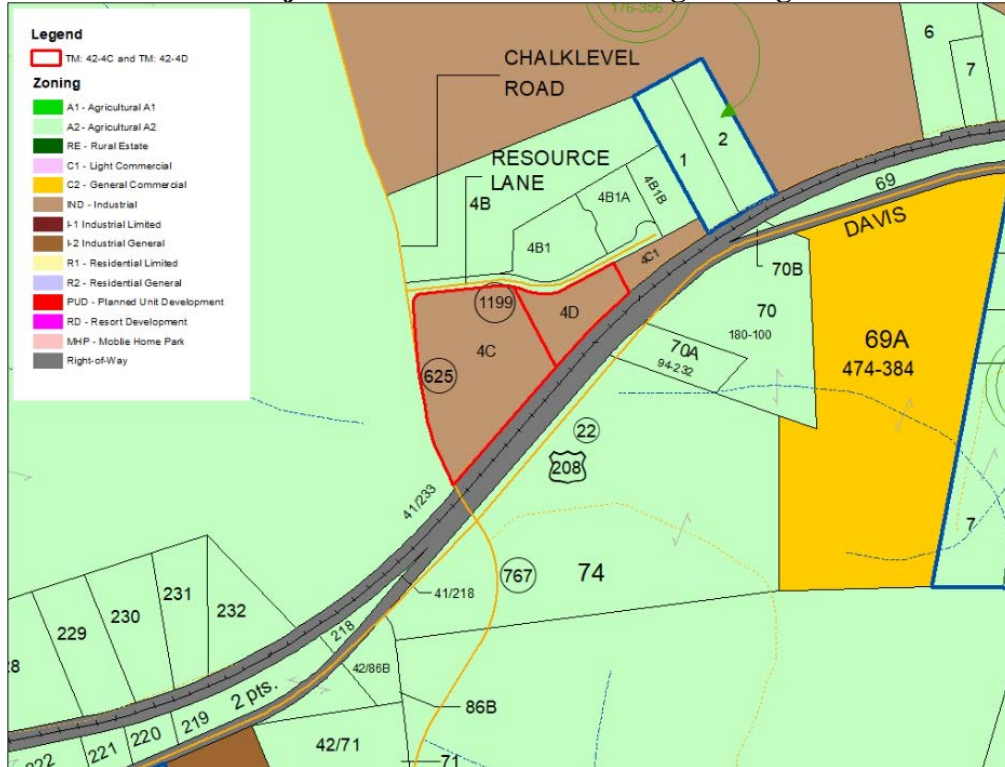 Legend
TM: 42-4C and TM: 42-4D
Zoning
A1 - Agricultural A1
A2 - Agricultural A2
RE - Rural Estate
C1 - Light Commercial
C2 - General Commercial
IND - Industrial
I-1 Industrial Limited
I-2 Industrial General
R1 - Residential Limited
R2 - Residential General
PUD - Planned Unit Development
RD - Resort Development
MHP - Moblie Home Park
Right-of-Way
176-356
6
7
CHALKLEVEL
ROAD
2
1
RESOURCE
LANE
4B
4B1A
4B1B
4B1
69
DAVIS
4C1
70B
1199
4D
70
180-100
69A
474-384
4C
70A
94-232
625
22
208
41/233
7
767
74
41/218
232
231
230
229
218
42/86B
86B
2 pts.
219
220
221
222
42/71
71